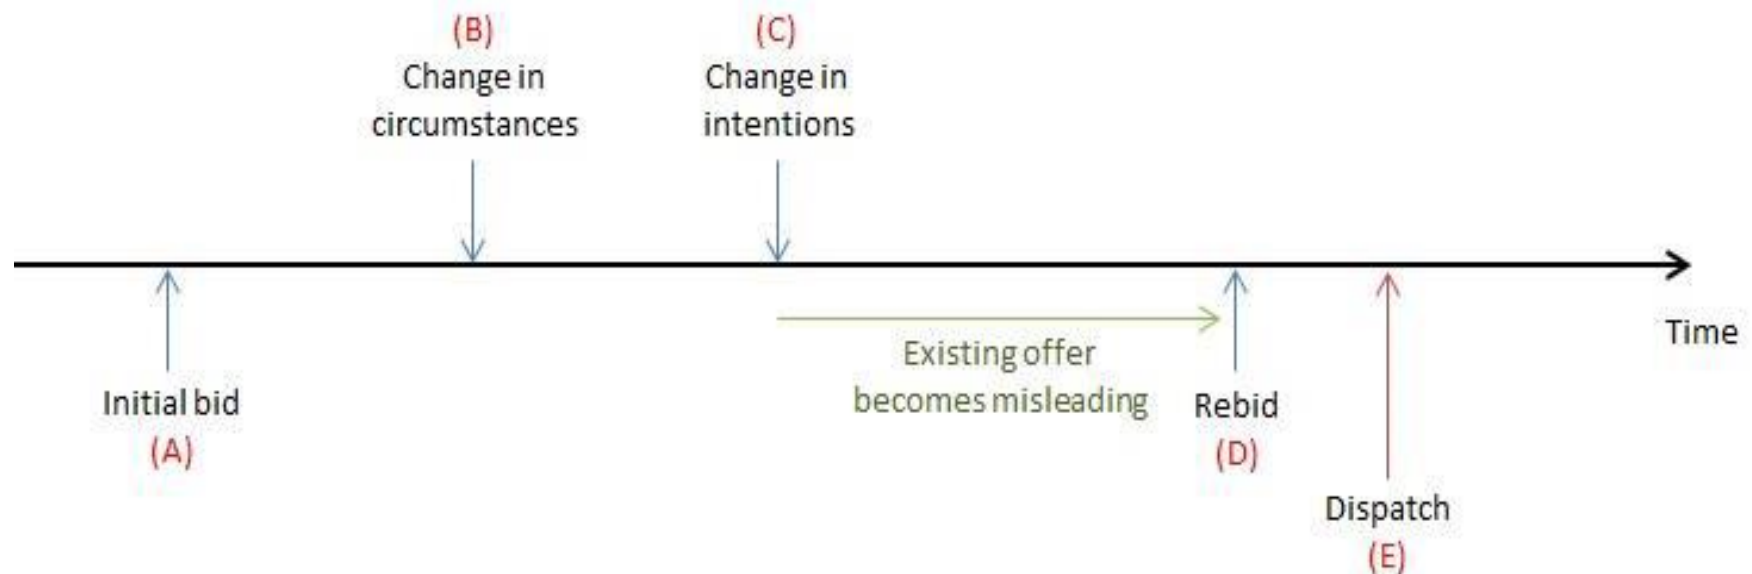 (B)
Change in
circumstances
(C)
Change in
intentions
Time
Existing offer
becomes misleading
Initial bid
(A)
Rebid
(D)
Dispatch
(E)